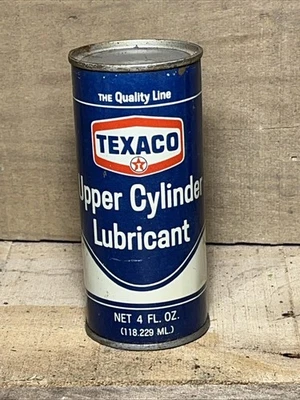 THE Quality Line
TEXACO
T
Upper Cylinder
Lubricant
NET 4 FL. OZ.
(118.229 ML.)